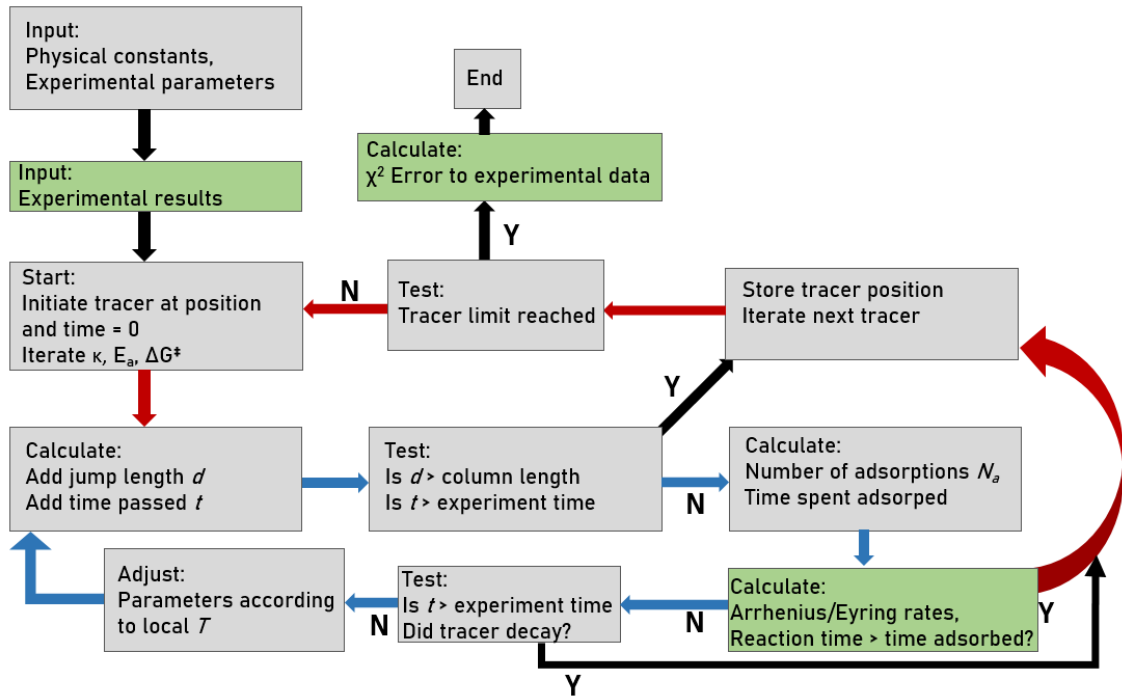 Input:
Physical constants,
Experimental parameters
End
Input:
Experimental results
Calculate:
χ² Error to experimental data
Y
Start:
Initiate tracer at position
and time = 0
Iterate κ, Eₐ, ΔG‡
N
Test:
Tracer limit reached
Store tracer position
Iterate next tracer
Y
Calculate:
Add jump length d
Add time passed t
Test:
Is d > column length
Is t > experiment time
N
Calculate:
Number of adsorptions Nₐ
Time spent adsorped
Adjust:
Parameters according
to local T
N
Test:
Is t > experiment time
Did tracer decay?
N
Calculate:
Arrhenius/Eyring rates,
Reaction time > time adsorbed?
Y
Y